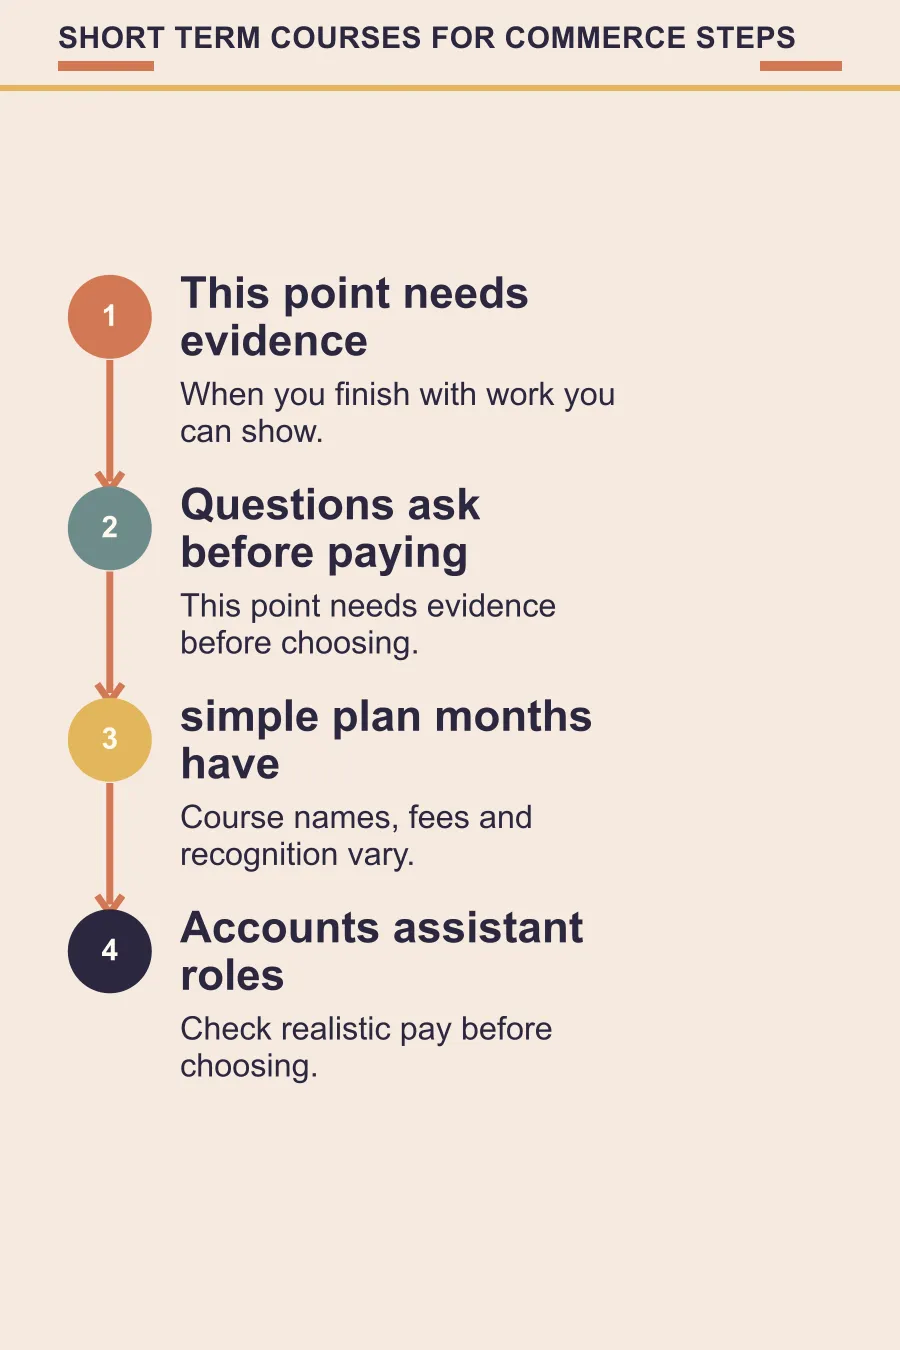 SHORT TERM COURSES FOR COMMERCE STEPS
1
This point needs
evidence
When you finish with work you
can show.
2
Questions ask
before paying
This point needs evidence
before choosing.
3
simple plan months
have
Course names, fees and
recognition vary.
4
Accounts assistant
roles
Check realistic pay before
choosing.